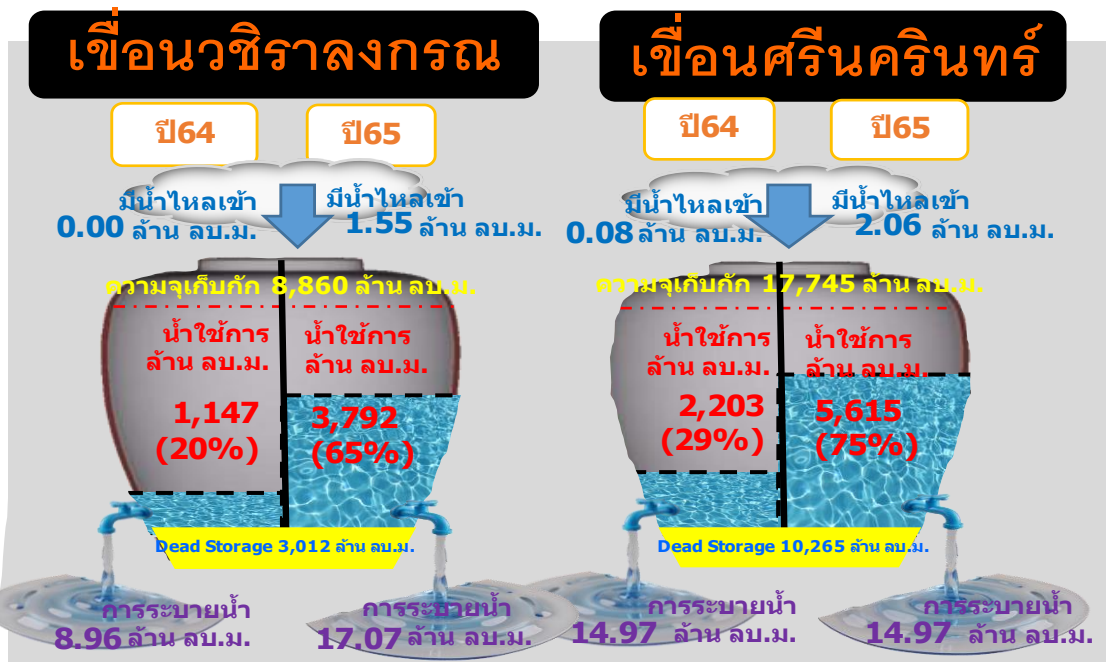 เขื่อนวชิราลงกรณ
ปี64
ปี65
มีน้ำไหลเข้า
0.00 ล้าน ลบ.ม.
มีน้ำไหลเข้า
1.55 ล้าน ลบ.ม.
ความจุเก็บกัก 8,860 ล้าน ลบ.ม.
น้ำใช้การ
ล้าน ลบ.ม.
1,147
(20%)
น้ำใช้การ
ล้าน ลบ.ม.
3,792
(65%)
Dead Storage 3,012 ล้าน ลบ.ม.
การระบายน้ำ
8.96 ล้าน ลบ.ม.
การระบายน้ำ
17.07 ล้าน ลบ.ม.
เขื่อนศรีนครินทร์
ปี64
ปี65
มีน้ำไหลเข้า
0.08 ล้าน ลบ.ม.
มีน้ำไหลเข้า
2.06 ล้าน ลบ.ม.
ความจุเก็บกัก 17,745 ล้าน ลบ.ม.
น้ำใช้การ
ล้าน ลบ.ม.
2,203
(29%)
น้ำใช้การ
ล้าน ลบ.ม.
5,615
(75%)
Dead Storage 10,265 ล้าน ลบ.ม.
การระบายน้ำ
14.97 ล้าน ลบ.ม.
การระบายน้ำ
14.97 ล้าน ลบ.ม.